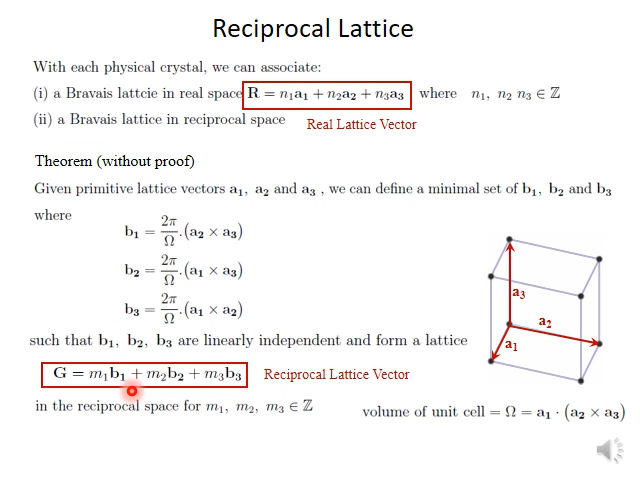 Reciprocal Lattice
With each physical crystal, we can associate:
(i) a Bravais lattcie in real space R = n₁a₁ + n₂a₂ + n₃a₃ where n₁, n₂ n₃ ∈ ℤ
(ii) a Bravais lattice in reciprocal space Real Lattice Vector
Theorem (without proof)
Given primitive lattice vectors a₁, a₂ and a₃ , we can define a minimal set of b₁, b₂ and b₃
where
b₁ = 2π/Ω .(a₂ × a₃)
b₂ = 2π/Ω .(a₁ × a₃)
b₃ = 2π/Ω .(a₁ × a₂)
a₃
a₂
a₁
such that b₁, b₂, b₃ are linearly independent and form a lattice
G = m₁b₁ + m₂b₂ + m₃b₃ Reciprocal Lattice Vector
in the reciprocal space for m₁, m₂, m₃ ∈ ℤ
volume of unit cell = Ω = a₁ · (a₂ × a₃)